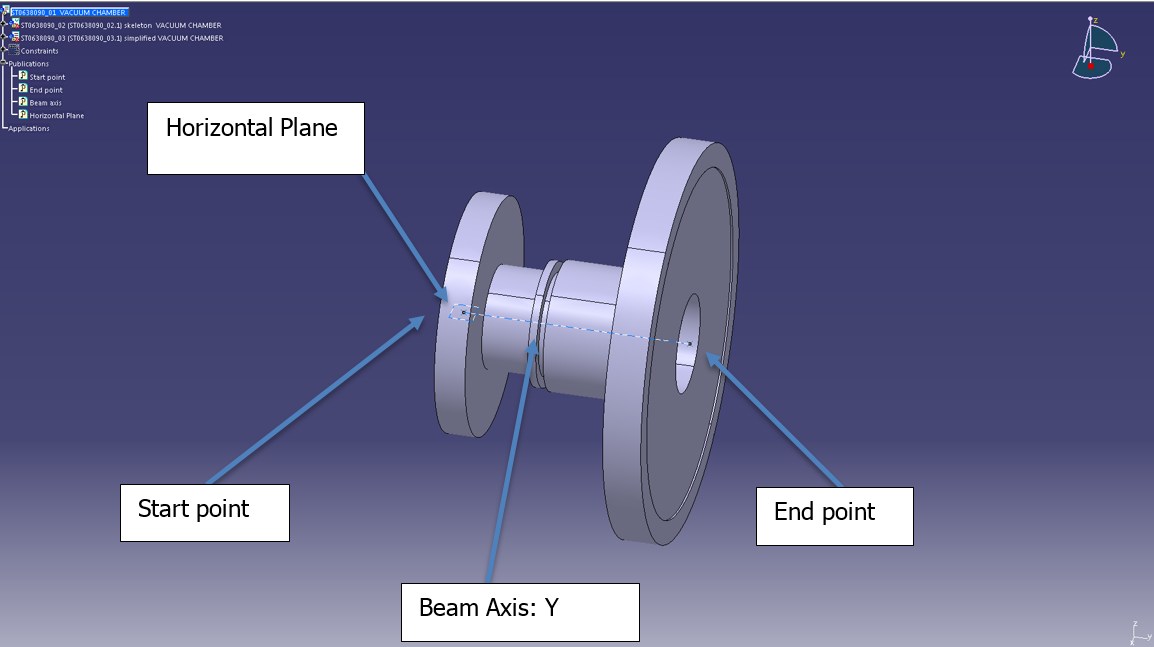 ST0638090_01 VACUUM CHAMBER
ST0638090_02 (ST0638090_02.1) skeleton VACUUM CHAMBER
ST0638090_03 (ST0638090_03.1) simplified VACUUM CHAMBER
Constraints
Publications
Start point
End point
Beam axis
Horizontal Plane
Applications
z
y
Horizontal Plane
Start point
End point
Beam Axis: Y
z
x
y